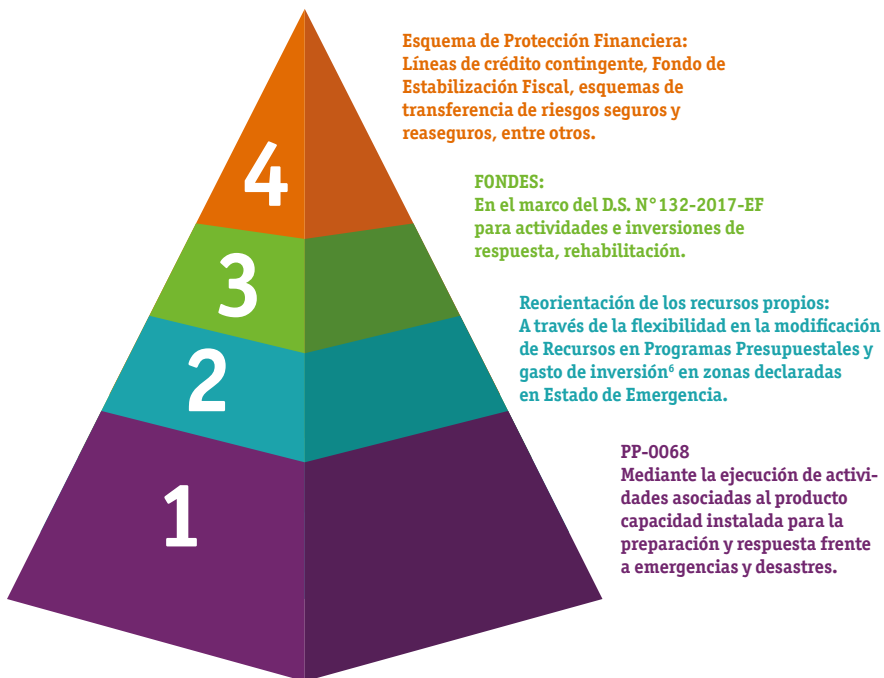 Esquema de Protección Financiera:
Líneas de crédito contingente, Fondo de
Estabilización Fiscal, esquemas de
transferencia de riesgos seguros y
reaseguros, entre otros.
4
FONDES:
En el marco del D.S. N°132-2017-EF
para actividades e inversiones de
respuesta, rehabilitación.
3
Reorientación de los recursos propios:
A través de la flexibilidad en la modificación
de Recursos en Programas Presupuestales y
gasto de inversión⁶ en zonas declaradas
en Estado de Emergencia.
2
PP-0068
Mediante la ejecución de activi-
dades asociadas al producto
capacidad instalada para la
preparación y respuesta frente
a emergencias y desastres.
1